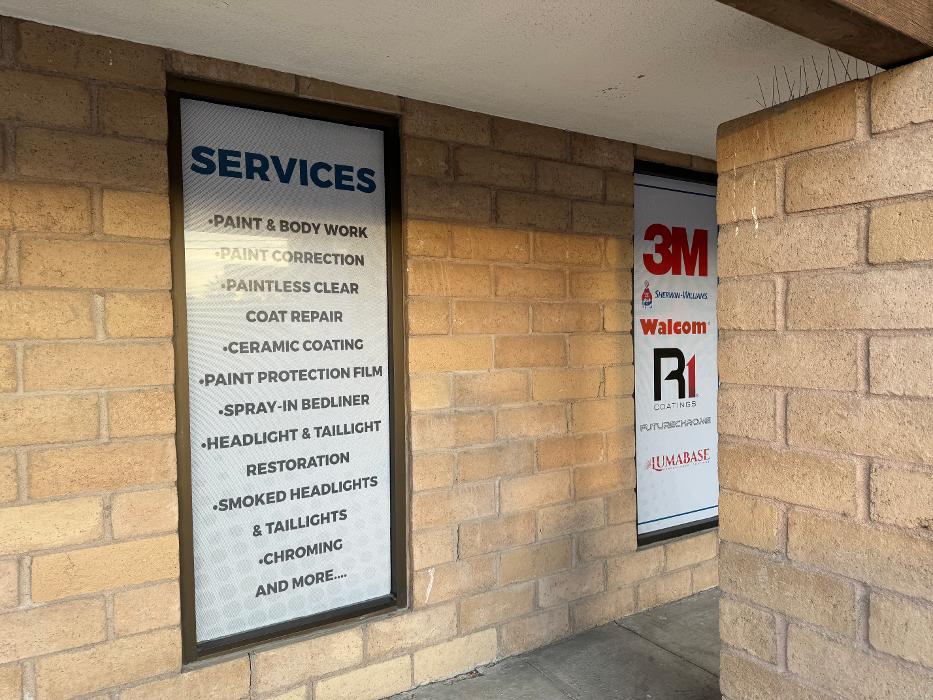 SERVICES
•PAINT & BODY WORK
•PAINT CORRECTION
•PAINTLESS CLEAR
COAT REPAIR
•CERAMIC COATING
•PAINT PROTECTION FILM
•SPRAY-IN BEDLINER
•HEADLIGHT & TAILLIGHT
RESTORATION
•SMOKED HEADLIGHTS
& TAILLIGHTS
•CHROMING
AND MORE....
3M
SHERWIN-WILLIAMS
Walcom
R1
COATINGS
FUTURECHROME
LUMABASE